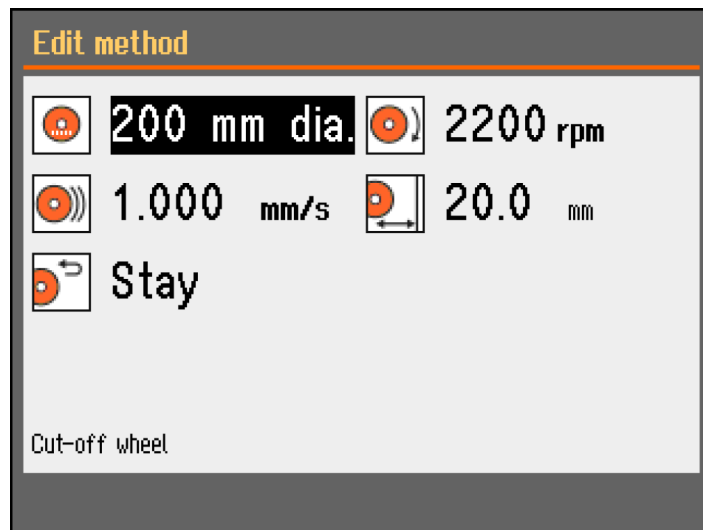 Edit method
200 mm dia. 2200 rpm
1.000 mm/s 20.0 mm
Stay
Cut-off wheel